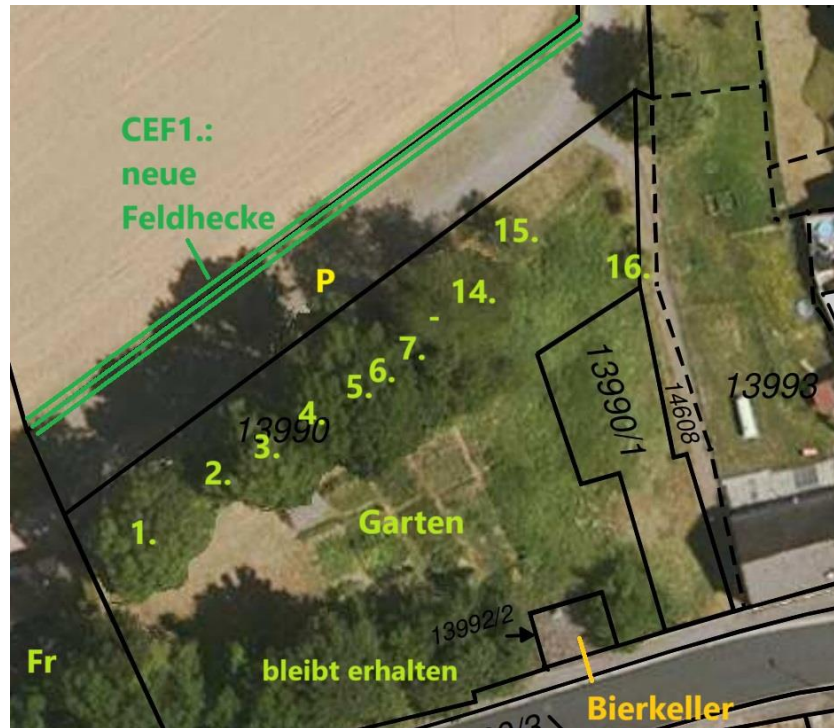 CEF1.:
neue
Feldhecke
P
15.
16.
14.
-
7.
6.
5.
4.
13990
3.
2.
1.
13990/1
14608
13993
Garten
13992/2
Fr
bleibt erhalten
Bierkeller